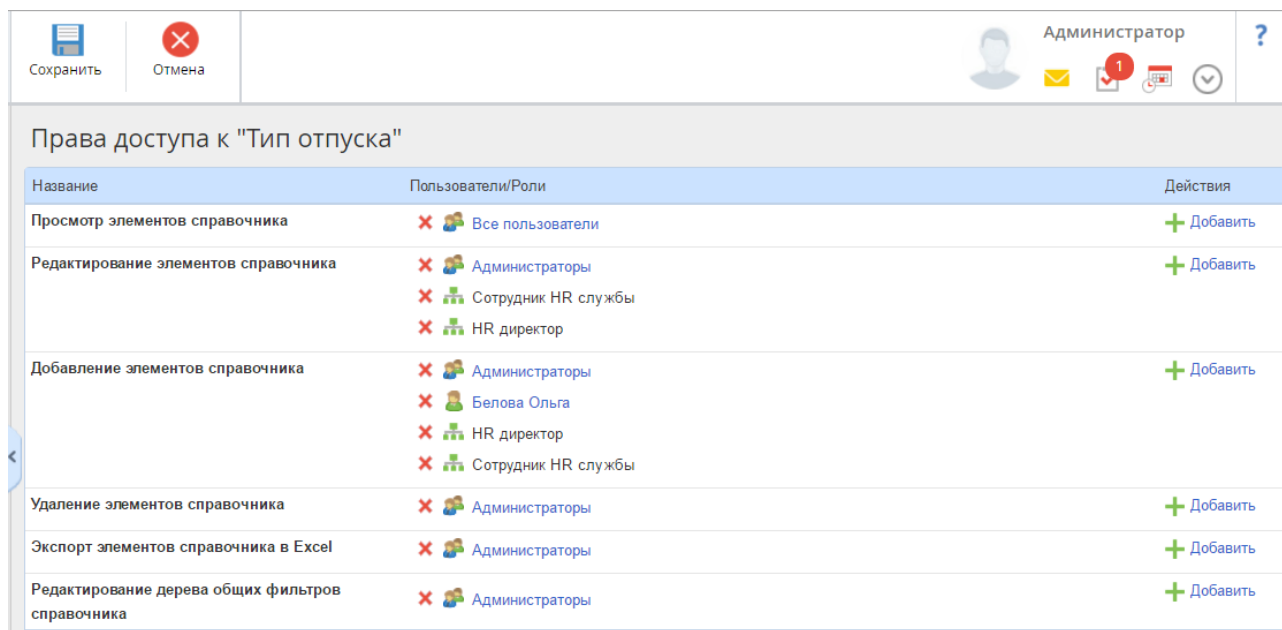 Администратор
?
Сохранить
Отмена
1
Права доступа к "Тип отпуска"
Название Пользователи/Роли Действия
Просмотр элементов справочника Все пользователи Добавить
Редактирование элементов справочника Администраторы Добавить
Сотрудник HR службы
HR директор
Добавление элементов справочника Администраторы Добавить
Белова Ольга
HR директор
Сотрудник HR службы
Удаление элементов справочника Администраторы Добавить
Экспорт элементов справочника в Excel Администраторы Добавить
Редактирование дерева общих фильтров Администраторы Добавить
справочника